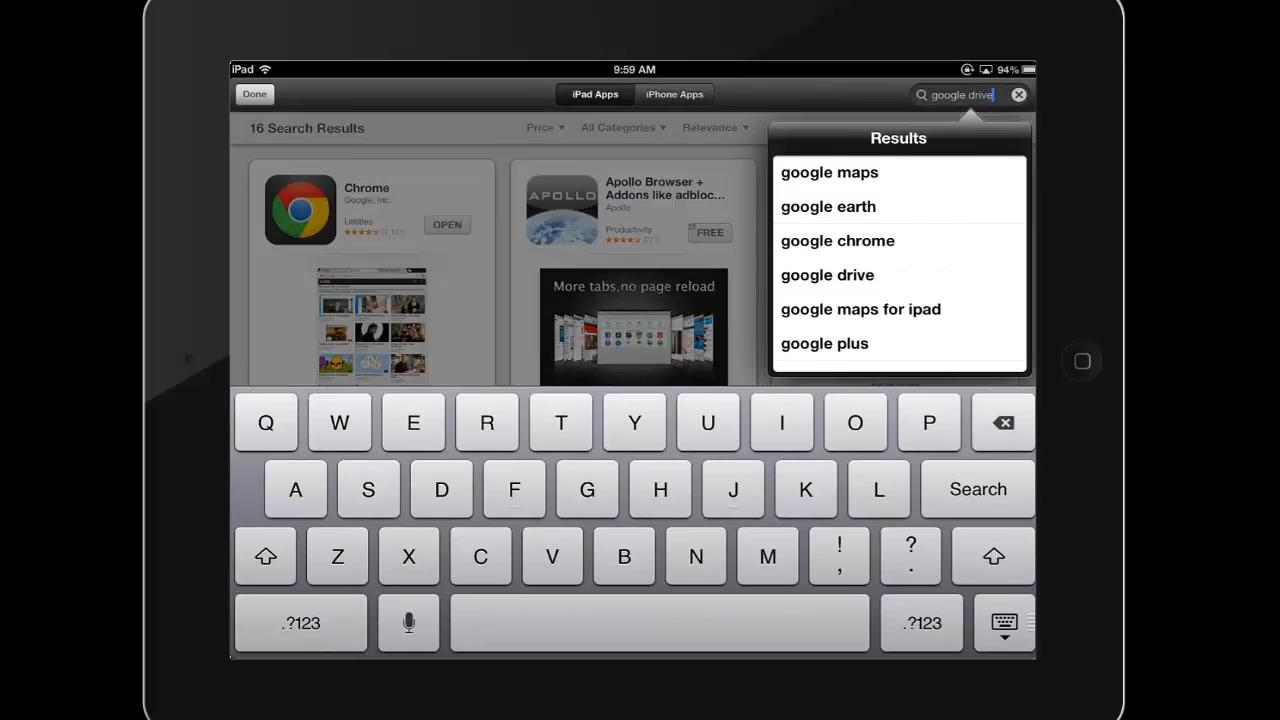 iPad
9:59 AM
94%
Done
iPad Apps
iPhone Apps
google drive
16 Search Results
Price
All Categories
Relevance
Results
google maps
google earth
google chrome
google drive
google maps for ipad
google plus
Chrome
Google, Inc.
Utilities
OPEN
APOLLO
Apollo Browser +
Addons like adbloc...
Apollo
Productivity
FREE
More tabs,no page reload
Q W E R T Y U I O P
A S D F G H J K L Search
Z X C V B N M ! , ? .
.?123 .?123